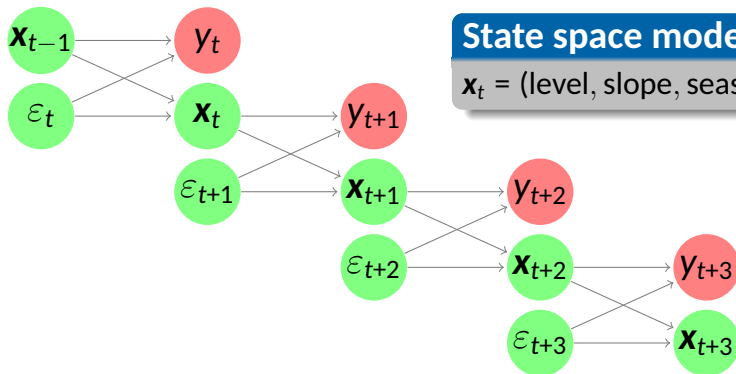 x_{t−1} y_t State space mode
ε_t x_t y_{t+1} x_t = (level, slope, seas
ε_{t+1} x_{t+1} y_{t+2}
ε_{t+2} x_{t+2} y_{t+3}
ε_{t+3} x_{t+3}